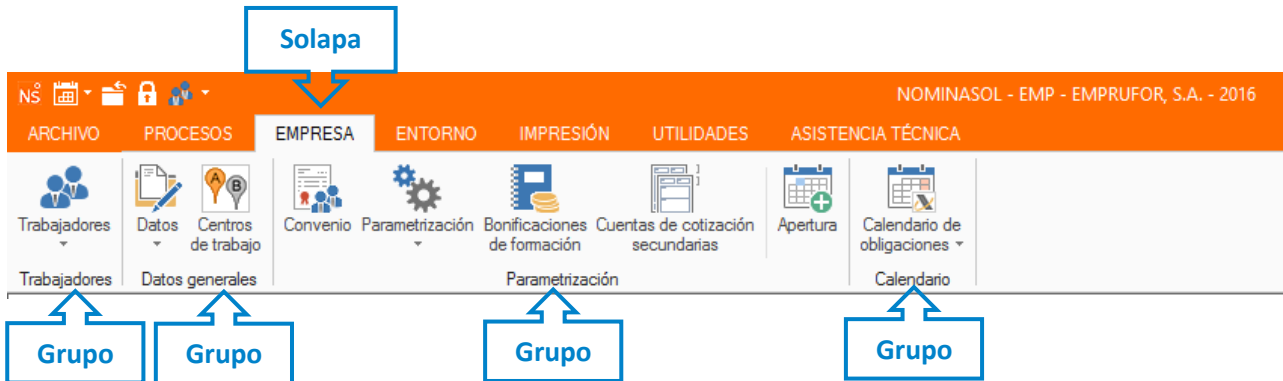 Solapa
NS
NOMINASOL - EMP - EMPRUFOR, S.A. - 2016
ARCHIVO PROCESOS EMPRESA ENTORNO IMPRESIÓN UTILIDADES ASISTENCIA TÉCNICA
Trabajadores Datos Centros de trabajo Convenio Parametrización Bonificaciones de formación Cuentas de cotización secundarias Apertura Calendario de obligaciones
Trabajadores Datos generales Parametrización Calendario
Grupo Grupo Grupo Grupo